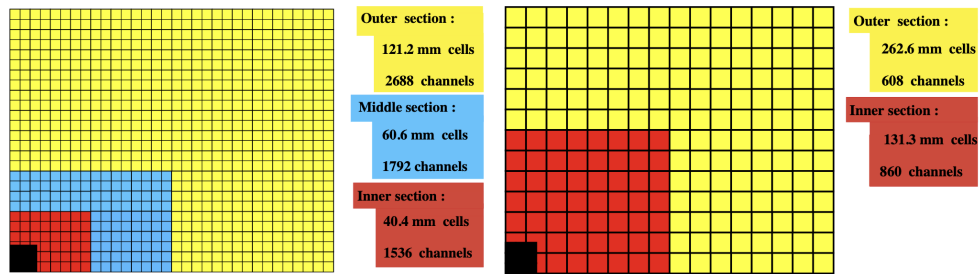 Outer section :
121.2 mm cells
2688 channels
Middle section :
60.6 mm cells
1792 channels
Inner section :
40.4 mm cells
1536 channels
Outer section :
262.6 mm cells
608 channels
Inner section :
131.3 mm cells
860 channels